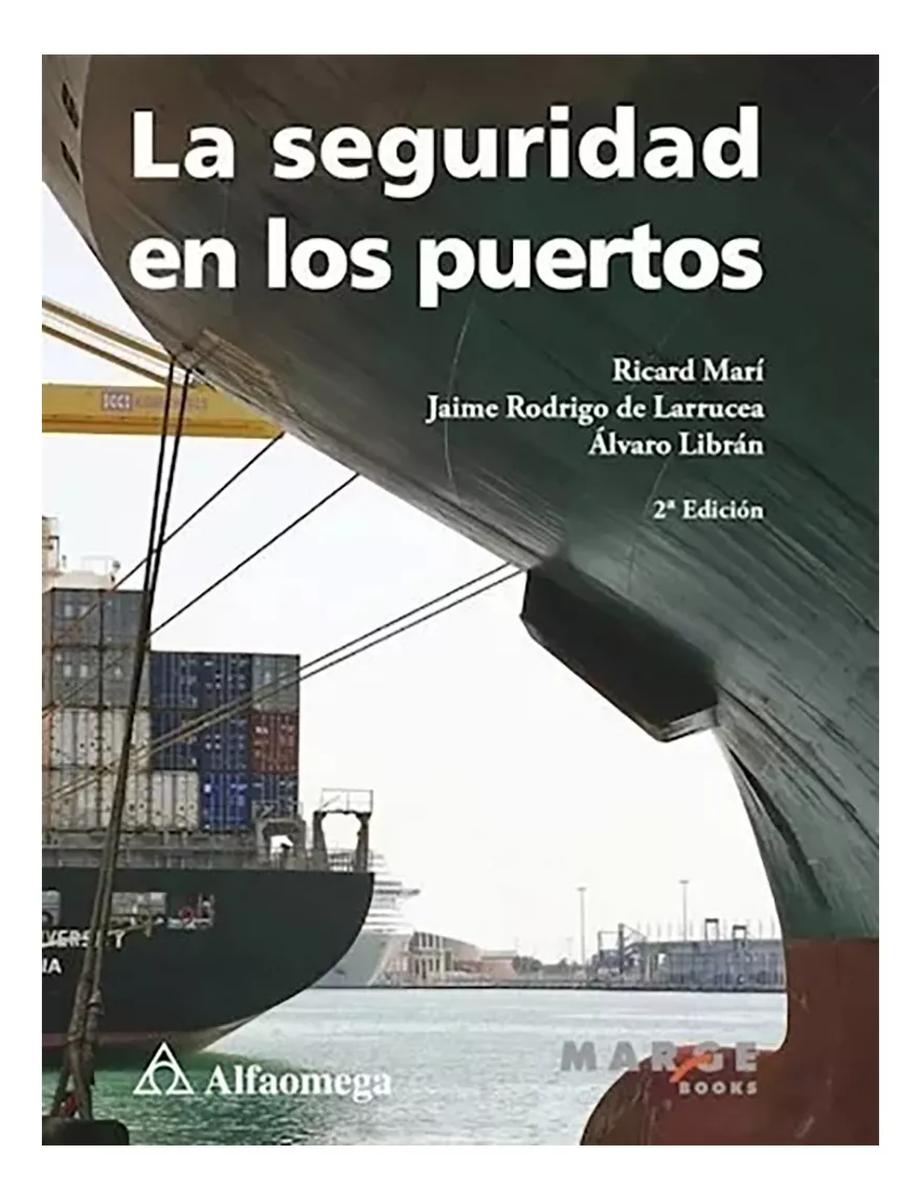 La seguridad
en los puertos
Ricard Marí
Jaime Rodrigo de Larrucea
Álvaro Librán
2ª Edición
Alfaomega
MARGE
BOOKS